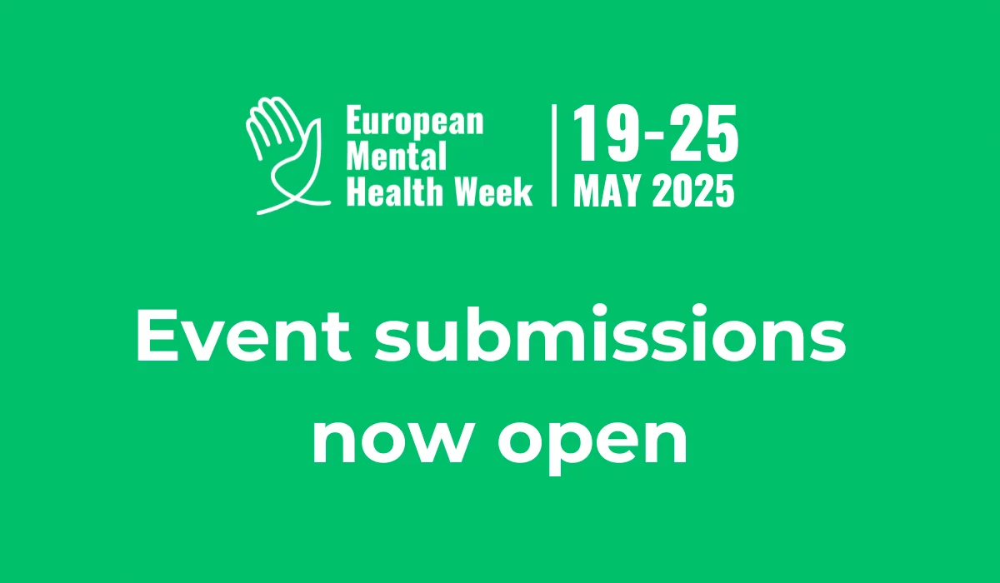 European
Mental
Health Week
19-25
MAY 2025
Event submissions
now open